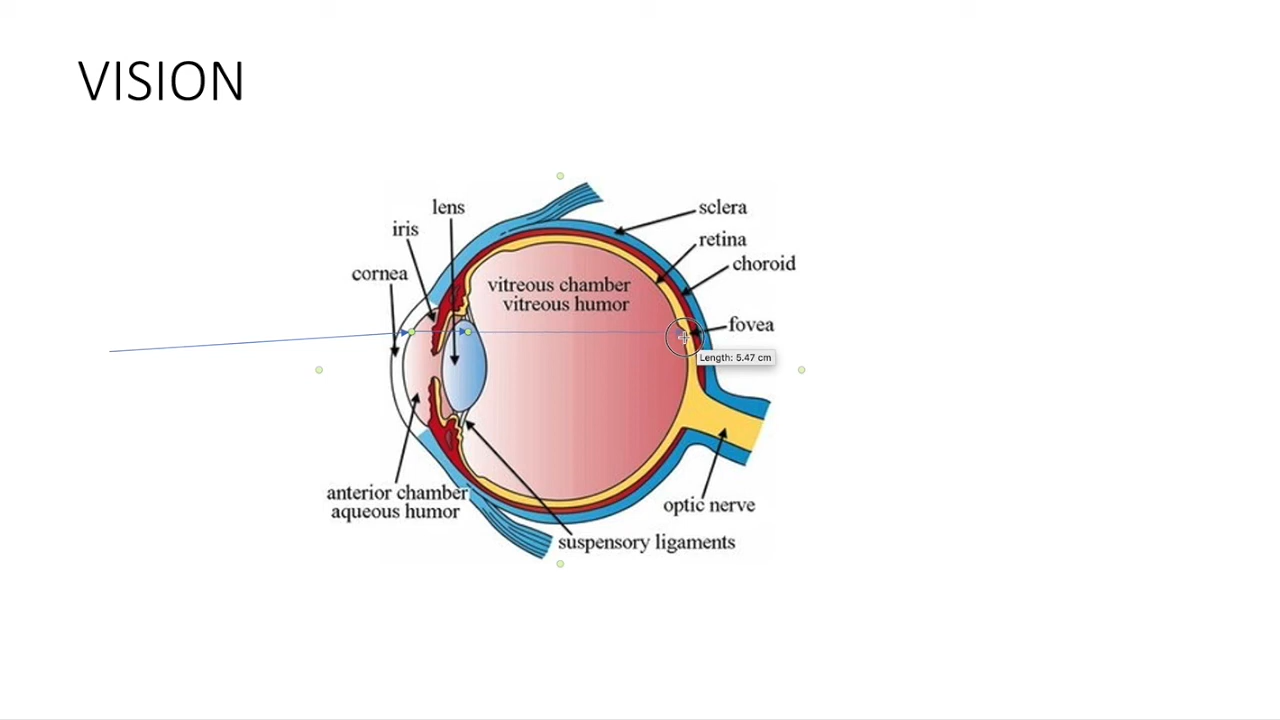 VISION
lens
sclera
iris
retina
choroid
cornea
vitreous chamber
vitreous humor
fovea
Length: 5.47 cm
anterior chamber
aqueous humor
optic nerve
suspensory ligaments